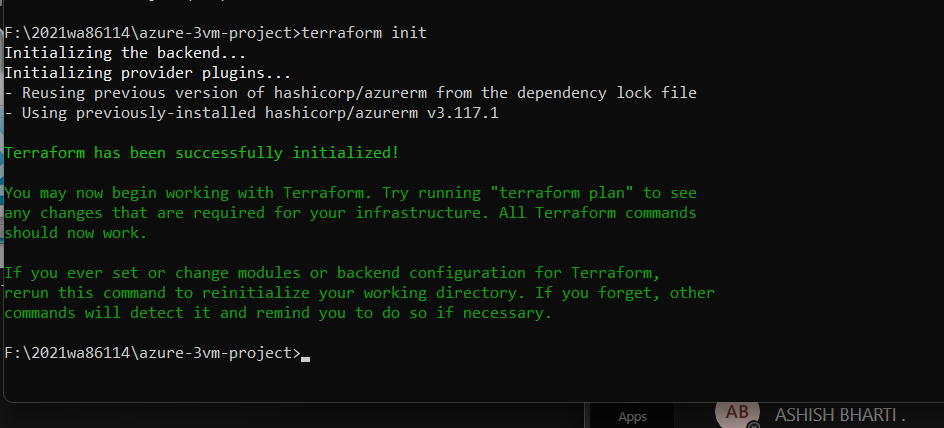 F:\2021wa86114\azure-3vm-project>terraform init
Initializing the backend...
Initializing provider plugins...
- Reusing previous version of hashicorp/azurerm from the dependency lock file
- Using previously-installed hashicorp/azurerm v3.117.1
Terraform has been successfully initialized!
You may now begin working with Terraform. Try running "terraform plan" to see
any changes that are required for your infrastructure. All Terraform commands
should now work.
If you ever set or change modules or backend configuration for Terraform,
rerun this command to reinitialize your working directory. If you forget, other
commands will detect it and remind you to do so if necessary.
F:\2021wa86114\azure-3vm-project>
Apps
AB
ASHISH BHARTI .